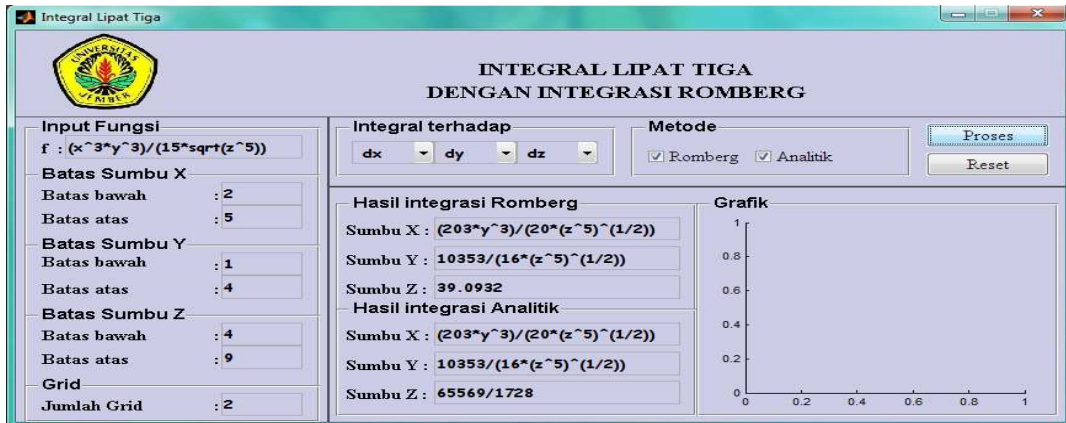 Integral Lipat Tiga
UNIVERSITAS
JEMBER
INTEGRAL LIPAT TIGA
DENGAN INTEGRASI ROMBERG
Input Fungsi
f : (x^3*y^3)/(15*sqrt(z^5))
Batas Sumbu X
Batas bawah : 2
Batas atas : 5
Batas Sumbu Y
Batas bawah : 1
Batas atas : 4
Batas Sumbu Z
Batas bawah : 4
Batas atas : 9
Grid
Jumlah Grid : 2
Integral terhadap
dx dy dz
Metode
Romberg Analitik
Proses
Reset
Hasil integrasi Romberg
Sumbu X : (203*y^3)/(20*(z^5)^(1/2))
Sumbu Y : 10353/(16*(z^5)^(1/2))
Sumbu Z : 39.0932
Hasil integrasi Analitik
Sumbu X : (203*y^3)/(20*(z^5)^(1/2))
Sumbu Y : 10353/(16*(z^5)^(1/2))
Sumbu Z : 65569/1728
Grafik
1
0.8
0.6
0.4
0.2
0
0 0.2 0.4 0.6 0.8 1